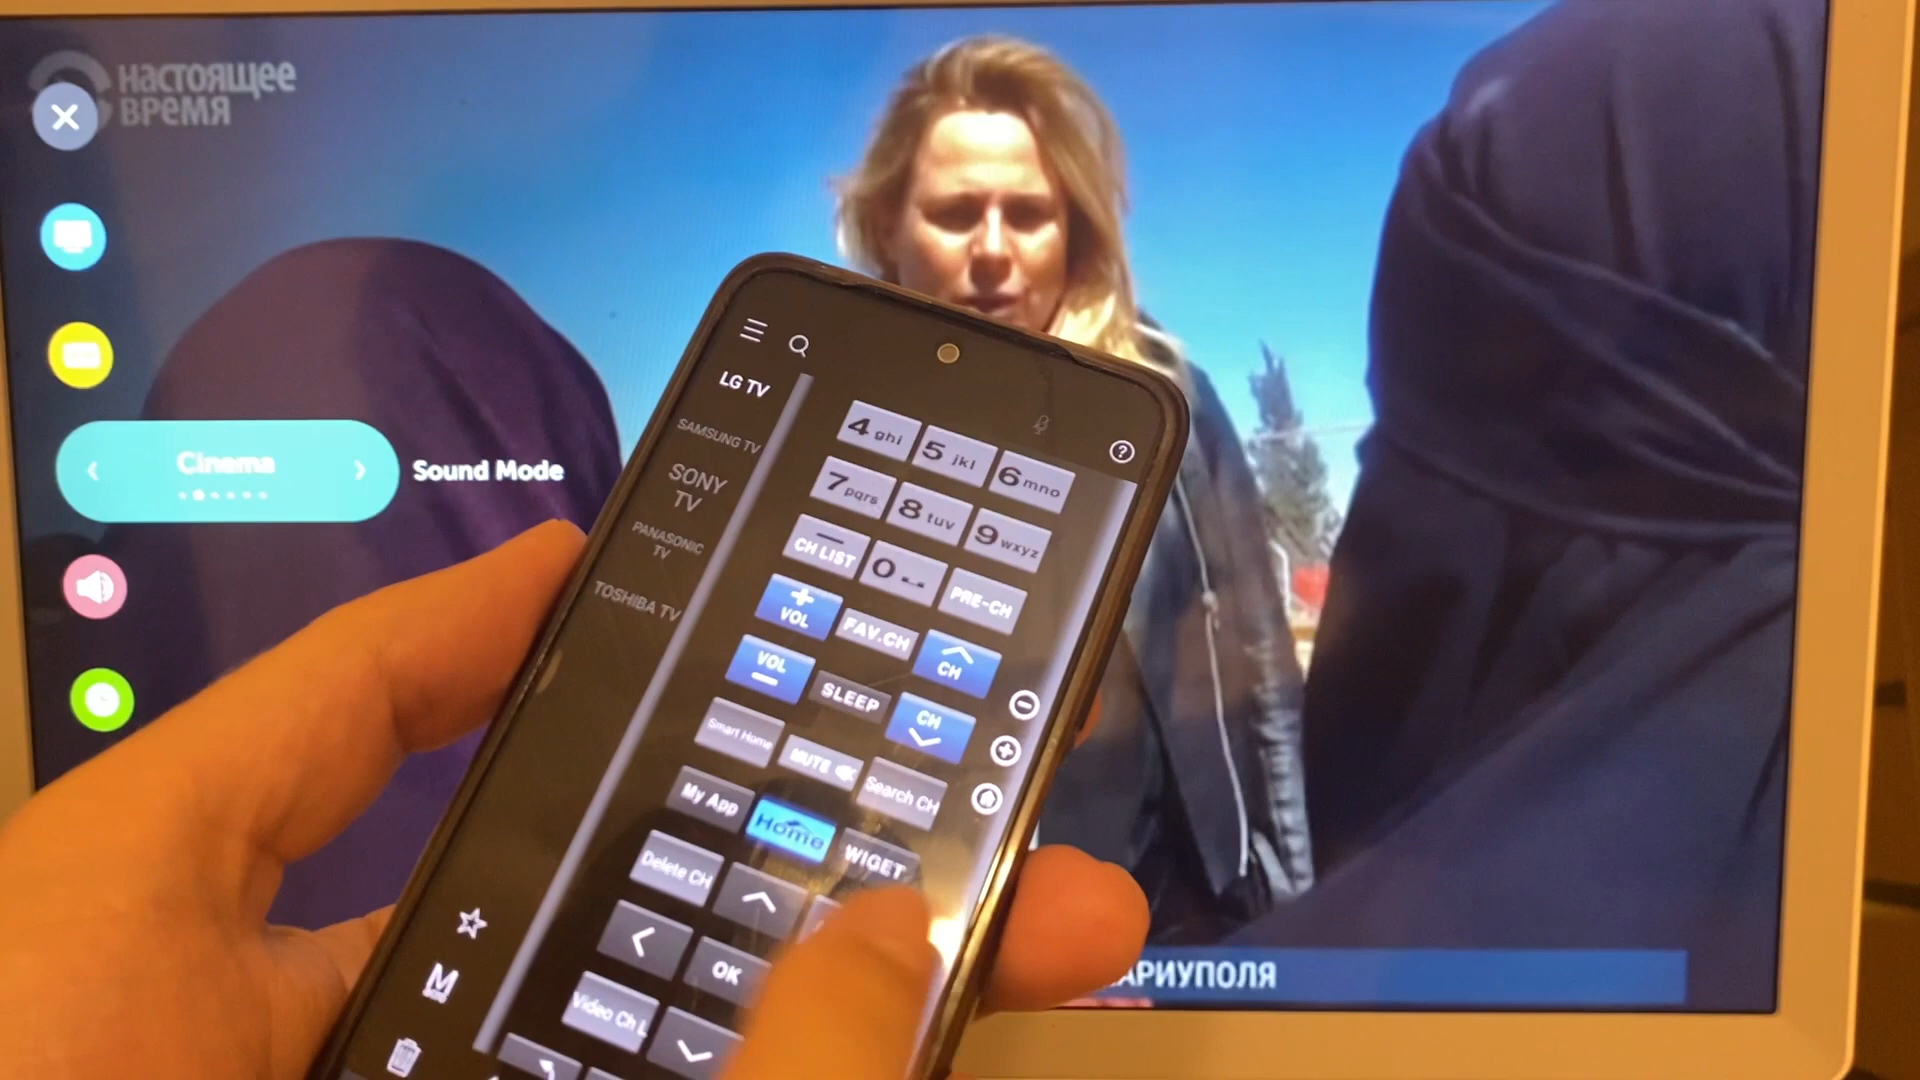 настоящее
время
Cinema
Sound Mode
АРИУПОЛЯ
LG TV
SAMSUNG TV
SONY
TV
PANASONIC
TV
TOSHIBA TV
M
4 ghi
5 jkl
6 mno
7 pqrs
8 tuv
9 wxyz
CH LIST
0
PRE-CH
+
VOL
FAV.CH
CH
VOL
SLEEP
CH
Smart Home
MUTE
Search CH
My App
Home
WIGET
Delete CH
OK
Video Ch L